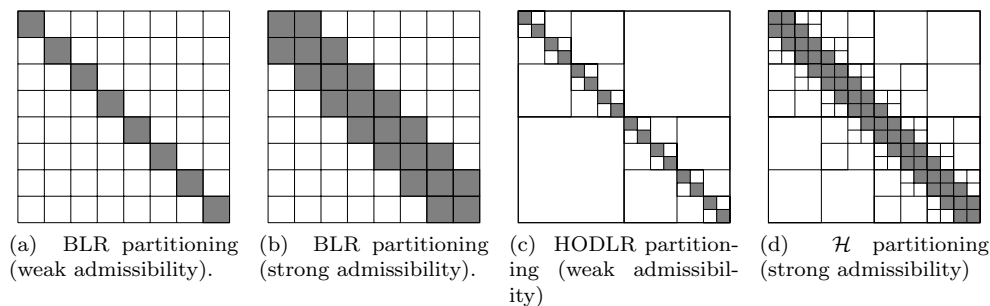 (a) BLR partitioning
(weak admissibility).
(b) BLR partitioning
(strong admissibility).
(c) HODLR partition-
ing (weak admissibil-
ity)
(d) ℋ partitioning
(strong admissibility)